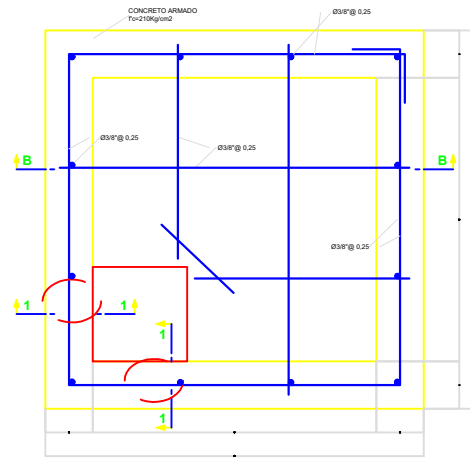 CONCRETO ARMADO
f'c=210Kg/cm2
Ø3/8"@ 0,25
Ø3/8"@ 0,25
Ø3/8"@ 0,25
B
B
Ø3/8"@ 0,25
1
1
1
1